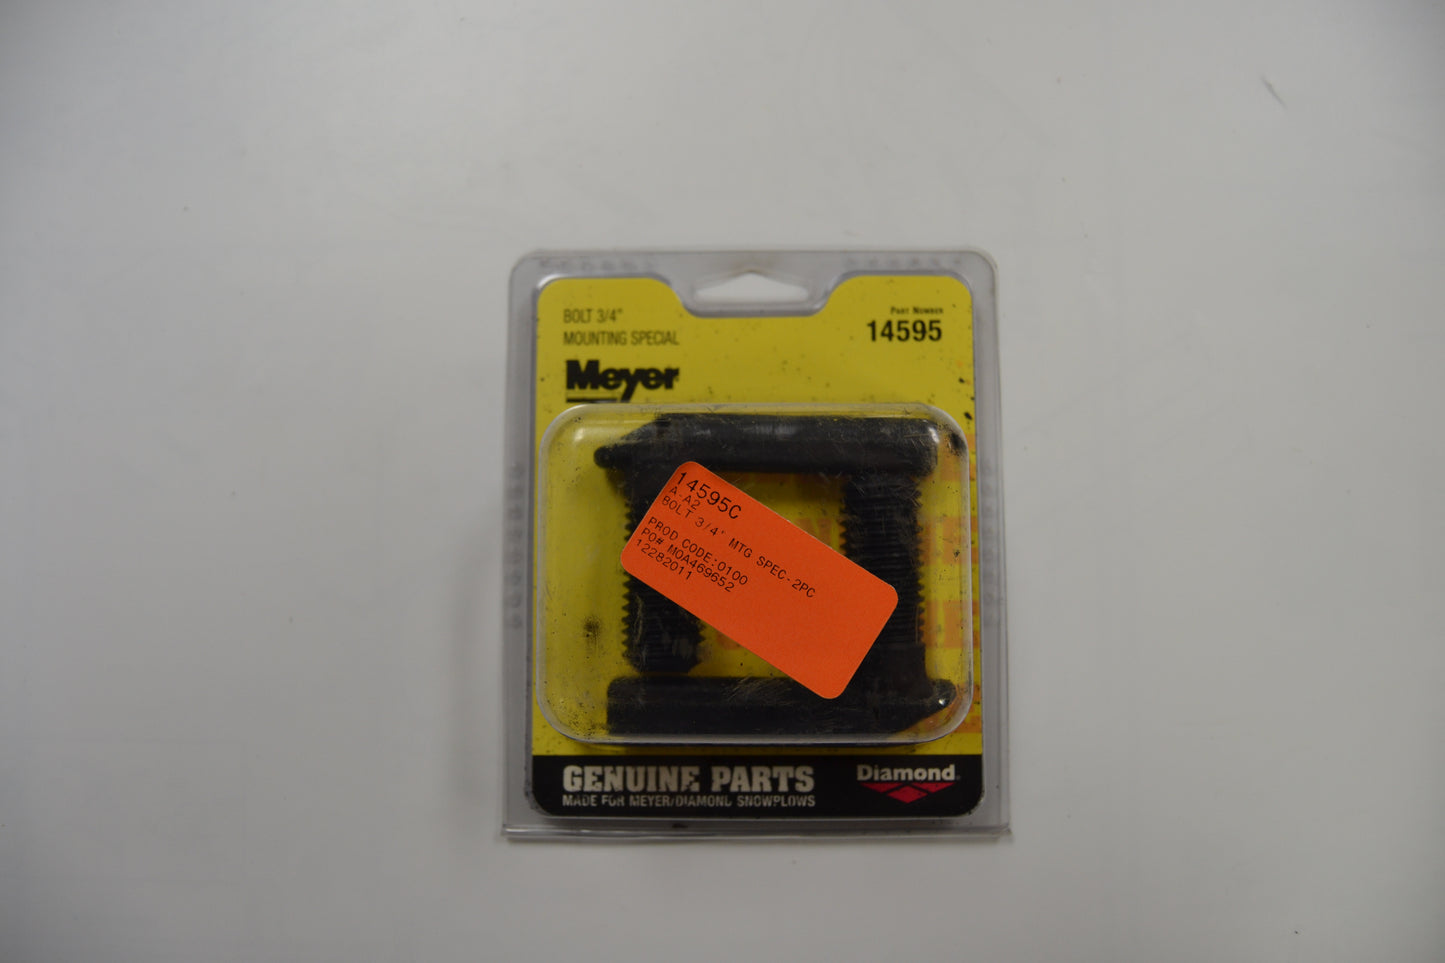 BOLT 3/4"
MOUNTING SPECIAL
PART NUMBER
14595
Meyer
14595C
A-A2
BOLT 3/4" MTG SPEC-2PC
PROD CODE:0100
PO# MOA469652
12282011
GENUINE PARTS
MADE FOR MEYER/DIAMOND SNOWPLOWS
Diamond